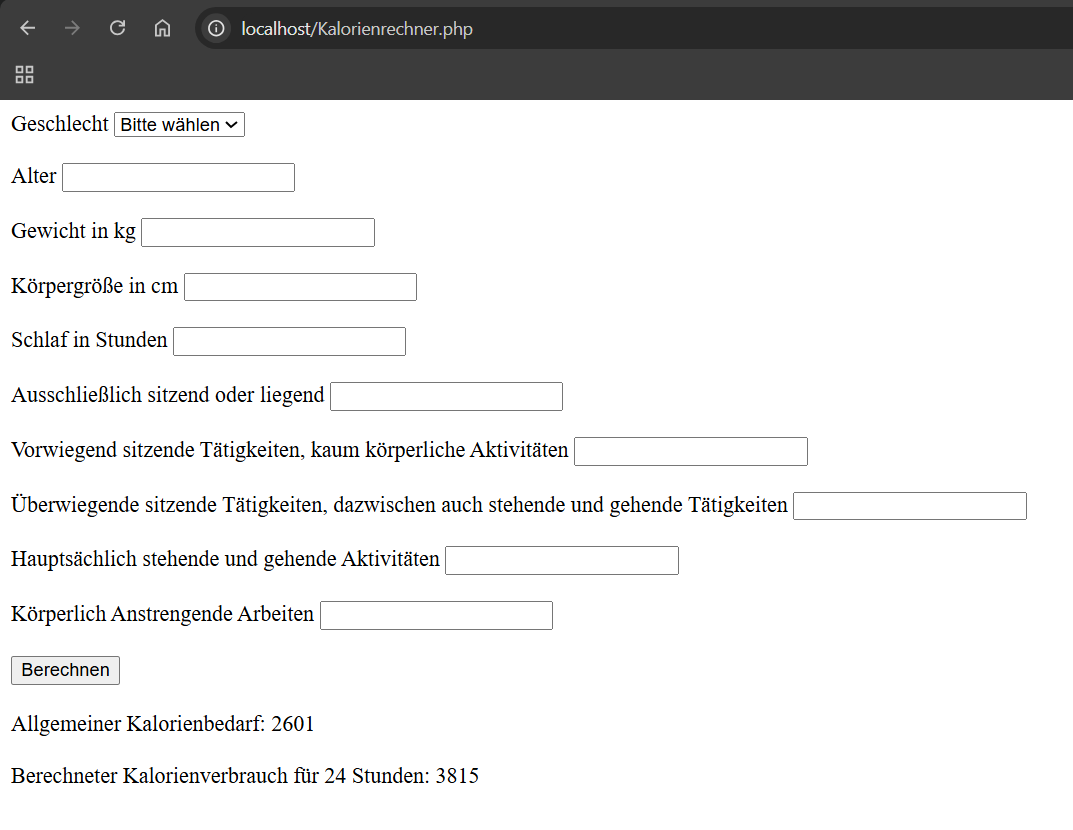 localhost/Kalorienrechner.php
Geschlecht Bitte wählen
Alter
Gewicht in kg
Körpergröße in cm
Schlaf in Stunden
Ausschließlich sitzend oder liegend
Vorwiegend sitzende Tätigkeiten, kaum körperliche Aktivitäten
Überwiegende sitzende Tätigkeiten, dazwischen auch stehende und gehende Tätigkeiten
Hauptsächlich stehende und gehende Aktivitäten
Körperlich Anstrengende Arbeiten
Berechnen
Allgemeiner Kalorienbedarf: 2601
Berechneter Kalorienverbrauch für 24 Stunden: 3815